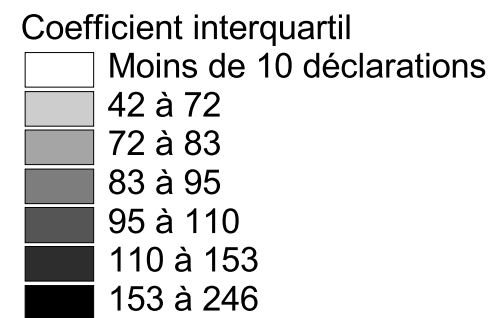 Coefficient interquartil
Moins de 10 déclarations
42 à 72
72 à 83
83 à 95
95 à 110
110 à 153
153 à 246